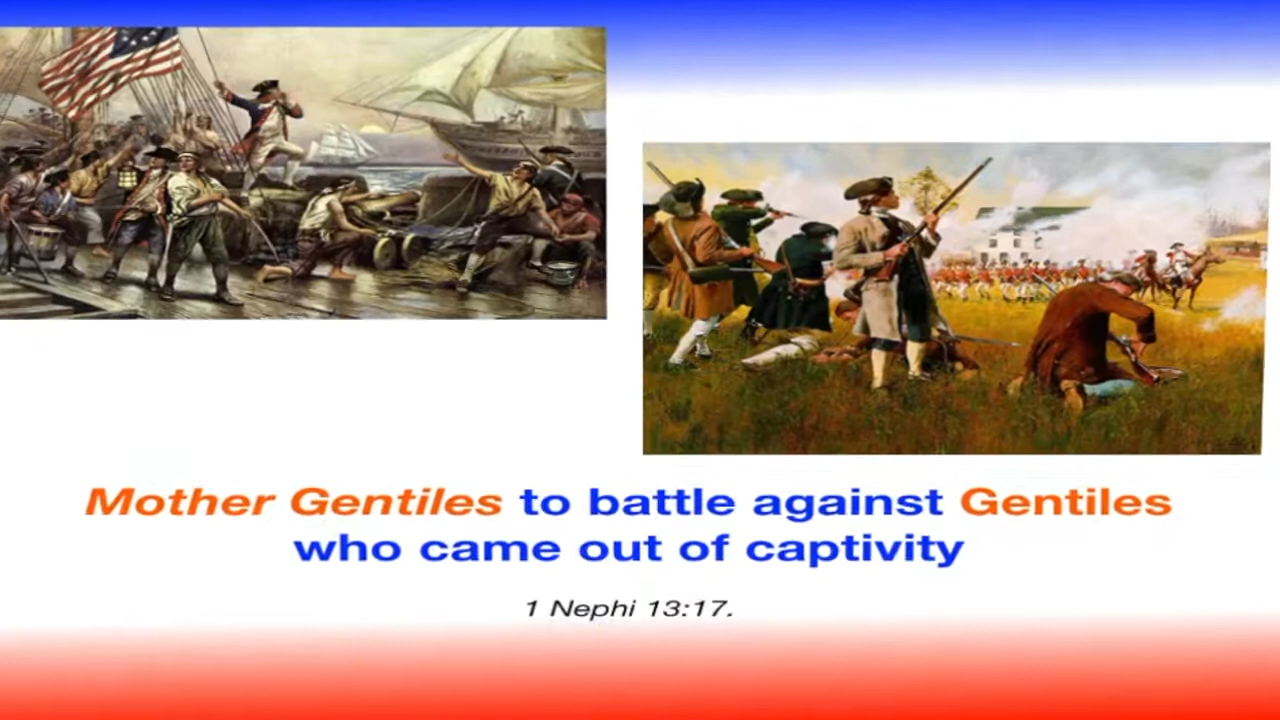 Mother Gentiles to battle against Gentiles
who came out of captivity
1 Nephi 13:17.